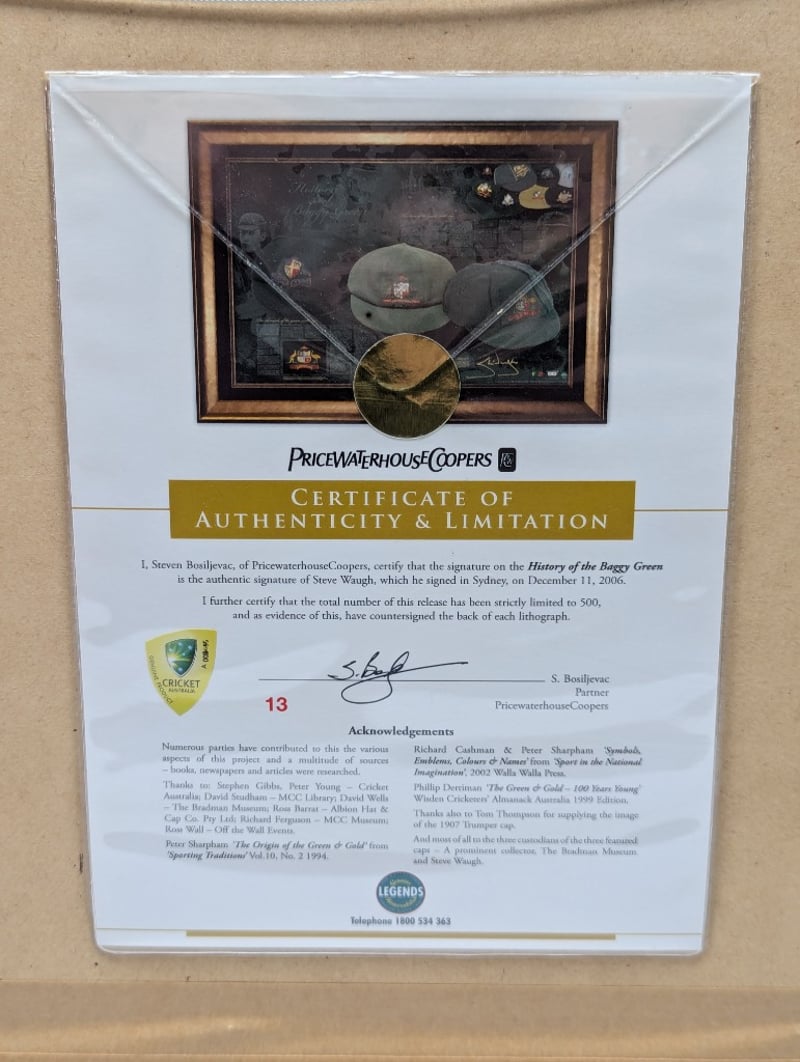 PRICEWATERHOUSECOOPERS
CERTIFICATE OF
AUTHENTICITY & LIMITATION
I, Steven Bosiljevac, of PricewaterhouseCoopers, certify that the signature on the History of the Baggy Green
is the authentic signature of Steve Waugh, which he signed in Sydney, on December 11, 2006.
I further certify that the total number of this release has been strictly limited to 500,
and as evidence of this, have countersigned the back of each lithograph.
CRICKET
AUSTRALIA
GENUINE PRODUCT
13
S. Bosiljevac
Partner
PricewaterhouseCoopers
Acknowledgements
Numerous parties have contributed to this the various
aspects of this project and a multitude of sources
– books, newspapers and articles were researched.
Thanks to: Stephen Gibbs, Peter Young – Cricket
Australia; David Studham – MCC Library; David Wells
– The Bradman Museum; Ross Barrat – Albion Hat &
Cap Co. Pty Ltd; Richard Ferguson – MCC Museum;
Ross Wall – Off the Wall Events.
Peter Sharpham 'The Origin of the Green & Gold' from
'Sporting Traditions' Vol.10, No. 2 1994.
Richard Cashman & Peter Sharpham 'Symbols,
Emblems, Colours & Names' from 'Sport in the National
Imagination', 2002 Walla Walla Press.
Phillip Derriman 'The Green & Gold – 100 Years Young'
Wisden Cricketers' Almanack Australia 1999 Edition.
Thanks also to Tom Thompson for supplying the image
of the 1907 Trumper cap.
And most of all to the three custodians of the three featured
caps – A prominent collector, The Bradman Museum
and Steve Waugh.
LEGENDS
Telephone 1800 534 363